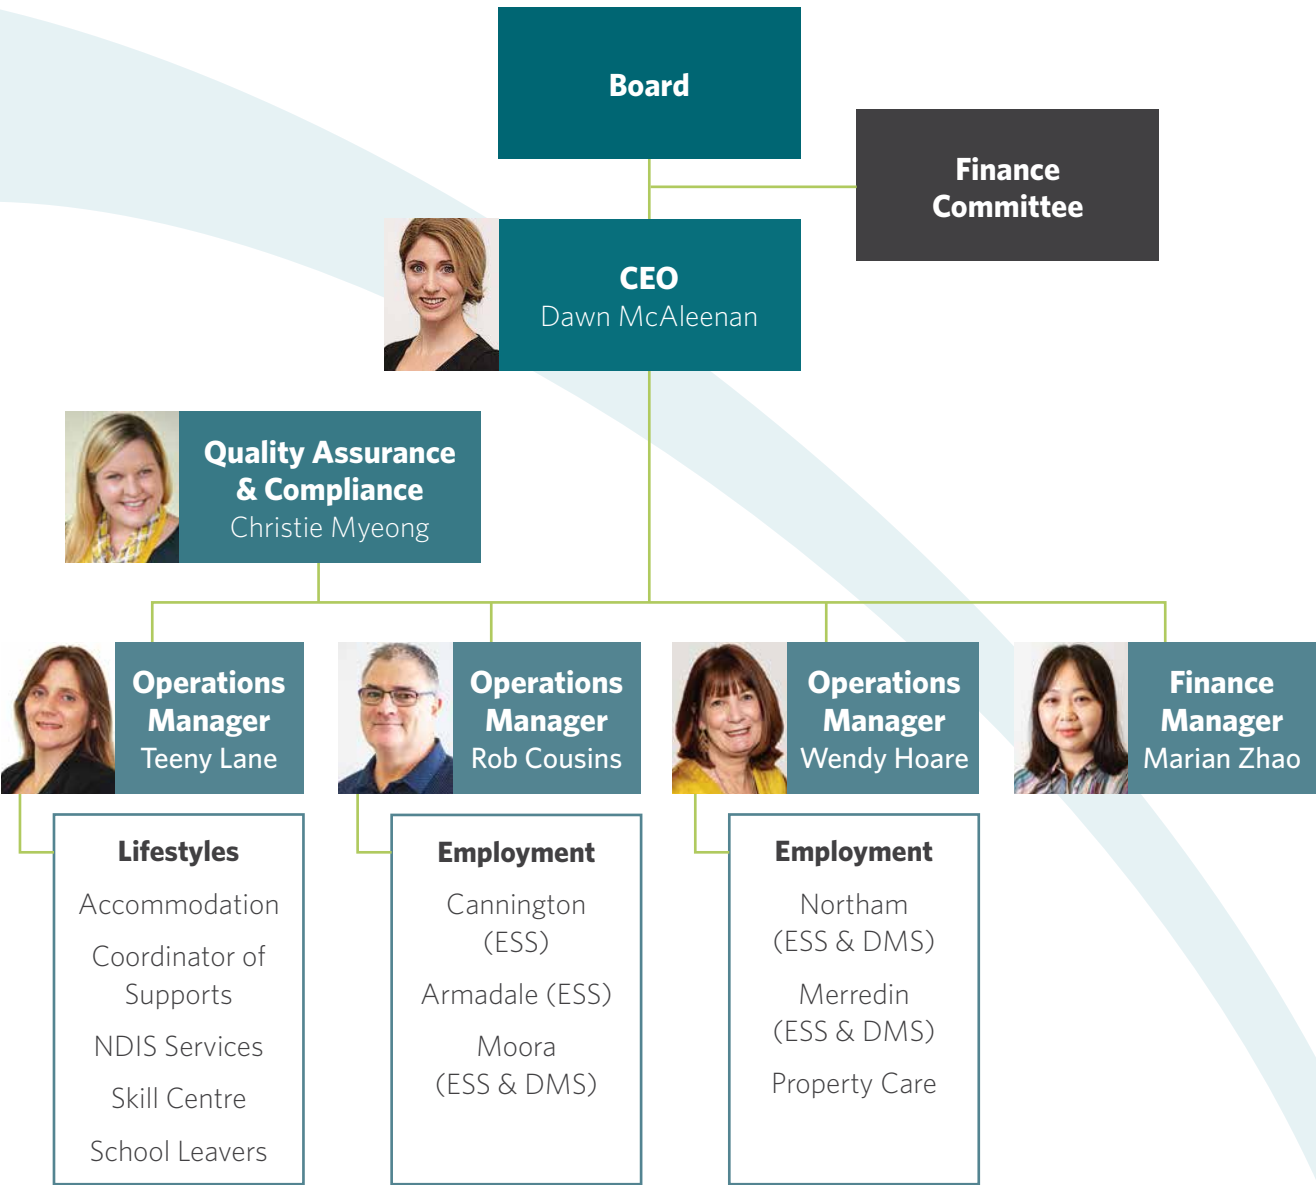 Board
Finance
Committee
CEO
Dawn McAleenan
Quality Assurance
& Compliance
Christie Myeong
Operations
Manager
Teeny Lane
Operations
Manager
Rob Cousins
Operations
Manager
Wendy Hoare
Finance
Manager
Marian Zhao
Lifestyles
Accommodation
Coordinator of
Supports
NDIS Services
Skill Centre
School Leavers
Employment
Cannington
(ESS)
Armadale (ESS)
Moora
(ESS & DMS)
Employment
Northam
(ESS & DMS)
Merredin
(ESS & DMS)
Property Care